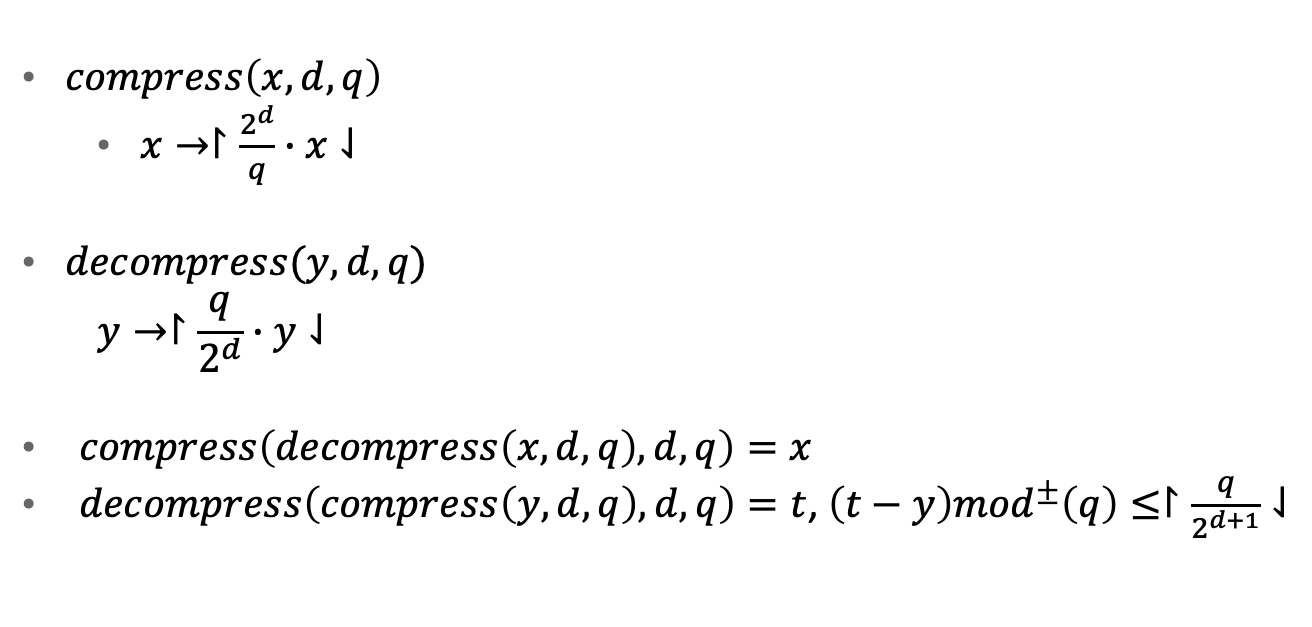 • compress(x, d, q)
• x →↾ 2^d/q · x ⇃
• decompress(y, d, q)
y →↾ q/2^d · y ⇃
• compress(decompress(x, d, q), d, q) = x
• decompress(compress(y, d, q), d, q) = t, (t − y)mod^±(q) ≤↾ q/2^(d+1) ⇃